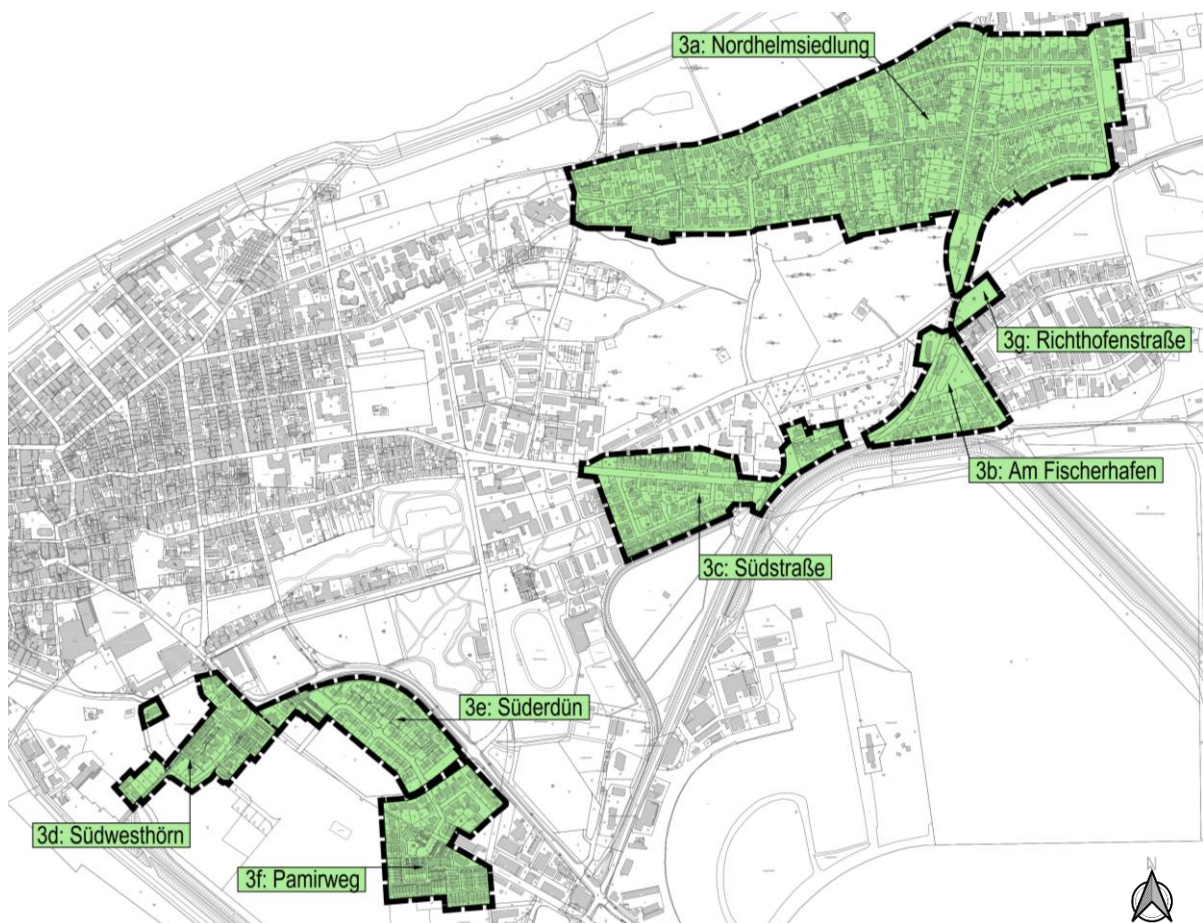 3a: Nordhelmsiedlung
3g: Richthofenstraße
3b: Am Fischerhafen
3c: Südstraße
3e: Süderdün
3d: Südwesthörn
3f: Pamirweg
N